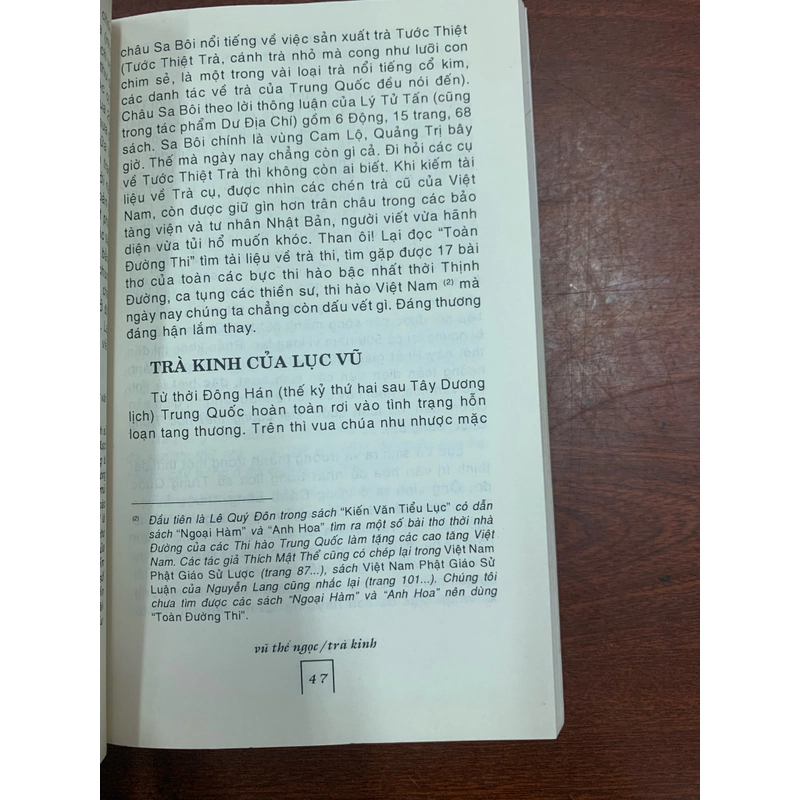 châu Sa Bôi nổi tiếng về việc sản xuất trà Tước Thiệt
(Tước Thiệt Trà, cánh trà nhỏ mà cong như lưỡi con
chim sẻ, là một trong vài loại trà nổi tiếng cổ kim,
các danh tác về trà của Trung Quốc đều nói đến).
Châu Sa Bôi theo lời thông luận của Lý Tử Tấn (cũng
trong tác phẩm Dư Địa Chí) gồm 6 Động, 15 trang, 68
sách. Sa Bôi chính là vùng Cam Lộ, Quảng Trị bây
giờ. Thế mà ngày nay chẳng còn gì cả. Đi hỏi các cụ
về Tước Thiệt Trà thì không còn ai biết. Khi kiếm tài
liệu về Trà cụ, được nhìn các chén trà cũ của Việt
Nam, còn được giữ gìn hơn trân châu trong các bảo
tàng viện và tư nhân Nhật Bản, người viết vừa hãnh
diện vừa tủi hổ muốn khóc. Than ôi! Lại đọc "Toàn
Đường Thi" tìm tài liệu về trà thi, tìm gặp được 17 bài
thơ của toàn các bực thi hào bậc nhất thời Thịnh
Đường, ca tụng các thiền sư, thi hào Việt Nam (2) mà
ngày nay chúng ta chẳng còn dấu vết gì. Đáng thương
đáng hận lắm thay.
TRÀ KINH CỦA LỤC VŨ
Từ thời Đông Hán (thế kỷ thứ hai sau Tây Dương
lịch) Trung Quốc hoàn toàn rơi vào tình trạng hỗn
loạn tang thương. Trên thì vua chúa nhu nhược mặc
(2) Đầu tiên là Lê Quý Đôn trong sách "Kiến Văn Tiểu Lục" có dẫn
sách "Ngoại Hàm" và "Anh Hoa" tìm ra một số bài thơ thời nhà
Đường của các Thi hào Trung Quốc làm tặng các cao tăng Việt
Nam. Các tác giả Thích Mật Thể cũng có chép lại trong Việt Nam
Phật Giáo Sử Lược (trang 87...), sách Việt Nam Phật Giáo Sử
Luận của Nguyễn Lang cũng nhắc lại (trang 101...). Chúng tôi
chưa tìm được các sách "Ngoại Hàm" và "Anh Hoa" nên dùng
"Toàn Đường Thi".
vũ thế ngọc/trà kinh
47